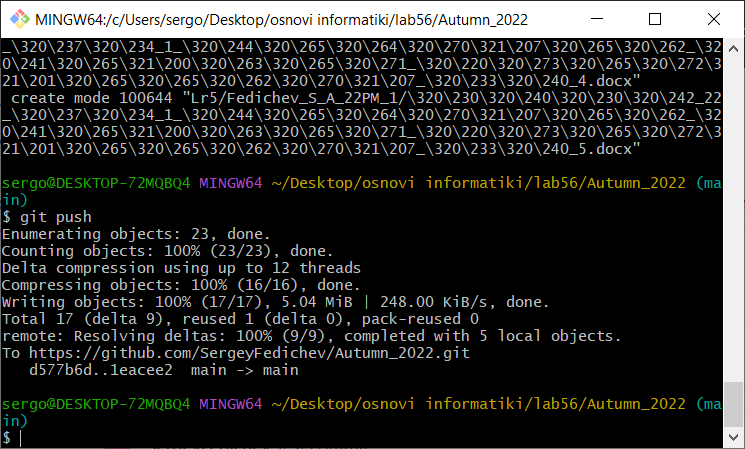 MINGW64:/c/Users/sergo/Desktop/osnovi informatiki/lab56/Autumn_2022
_\320\237\320\234_1_\320\244\320\265\320\264\320\270\321\207\320\265\320\262_\32
0\241\320\265\321\200\320\263\320\265\320\271_\320\220\320\273\320\265\320\272\3
21\201\320\265\320\265\320\262\320\270\321\207_\320\233\320\240_4.docx"
 create mode 100644 "Lr5/Fedichev_S_A_22PM_1/\320\230\320\240\320\230\320\242_22
_\320\237\320\234_1_\320\244\320\265\320\264\320\270\321\207\320\265\320\262_\32
0\241\320\265\321\200\320\263\320\265\320\271_\320\220\320\273\320\265\320\272\3
21\201\320\265\320\265\320\262\320\270\321\207_\320\233\320\240_5.docx"
sergo@DESKTOP-72MQBQ4 MINGW64 ~/Desktop/osnovi informatiki/lab56/Autumn_2022 (ma
in)
$ git push
Enumerating objects: 23, done.
Counting objects: 100% (23/23), done.
Delta compression using up to 12 threads
Compressing objects: 100% (16/16), done.
Writing objects: 100% (17/17), 5.04 MiB | 248.00 KiB/s, done.
Total 17 (delta 9), reused 1 (delta 0), pack-reused 0
remote: Resolving deltas: 100% (9/9), completed with 5 local objects.
To https://github.com/SergeyFedichev/Autumn_2022.git
   d577b6d..1eacee2  main -> main
sergo@DESKTOP-72MQBQ4 MINGW64 ~/Desktop/osnovi informatiki/lab56/Autumn_2022 (ma
in)
$